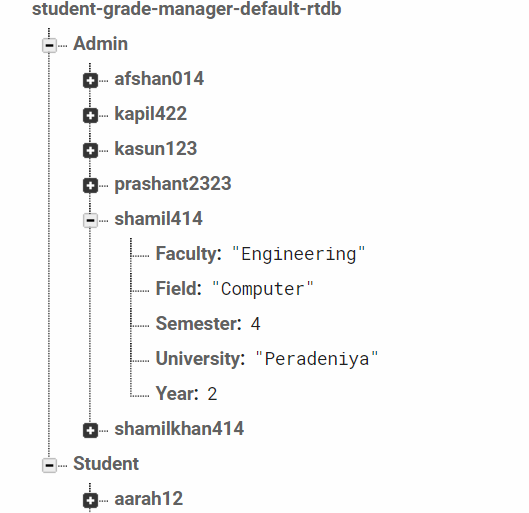 student-grade-manager-default-rtdb
Admin
afshan014
kapil422
kasun123
prashant2323
shamil414
Faculty: "Engineering"
Field: "Computer"
Semester: 4
University: "Peradeniya"
Year: 2
shamilkhan414
Student
aarah12